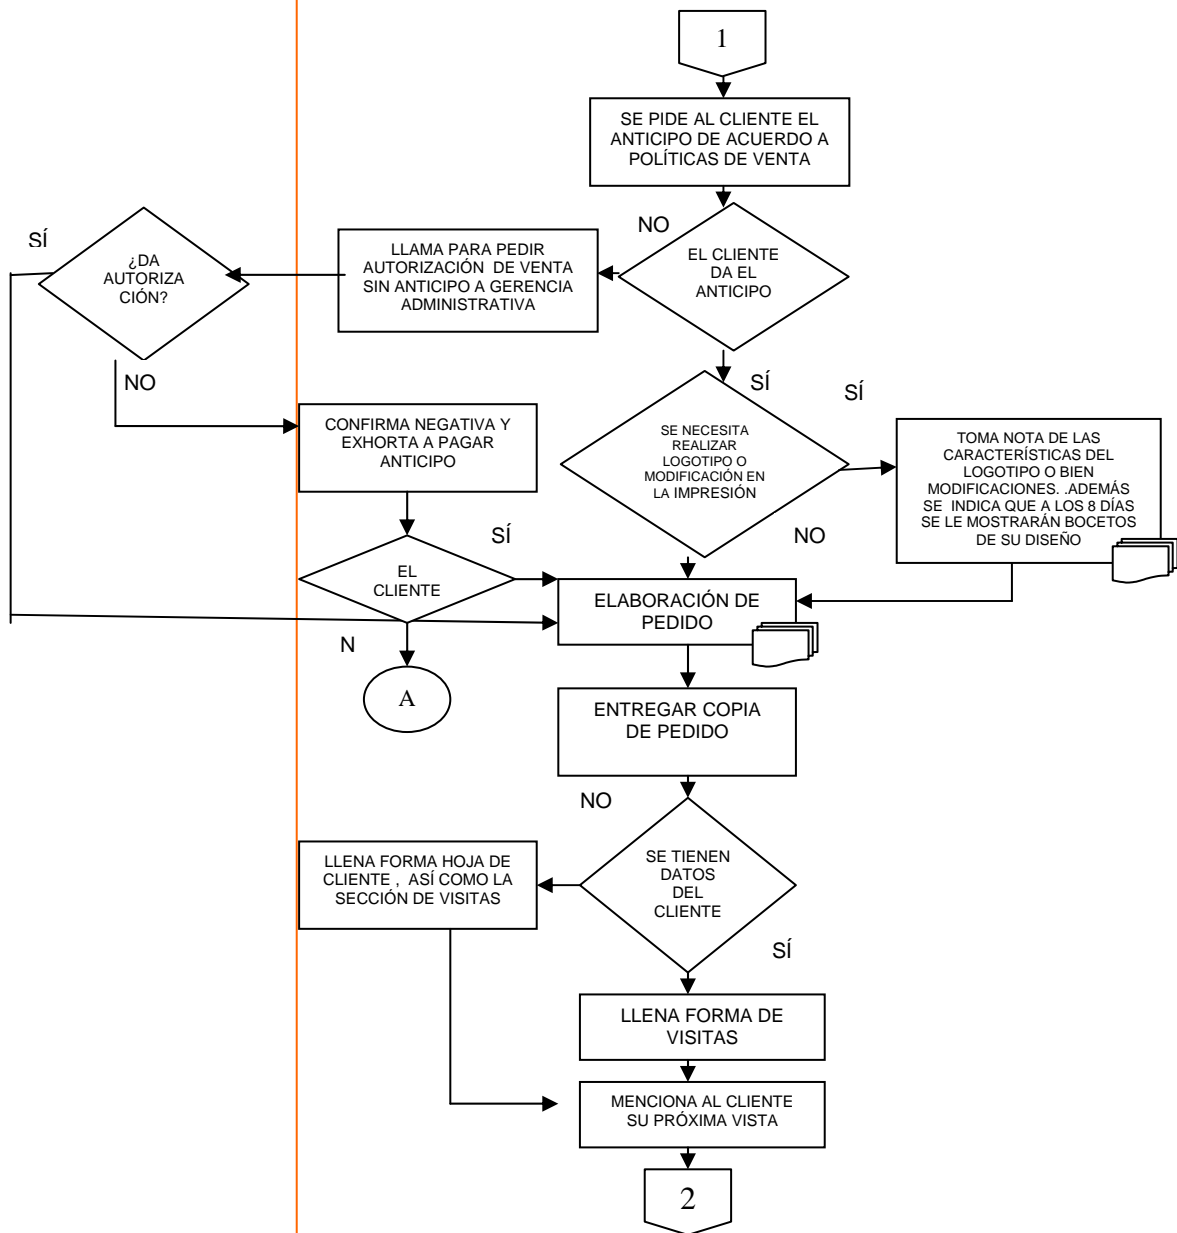 1
SE PIDE AL CLIENTE EL
ANTICIPO DE ACUERDO A
POLÍTICAS DE VENTA
NO
SÍ
¿DA
AUTORIZA
CIÓN?
LLAMA PARA PEDIR
AUTORIZACIÓN DE VENTA
SIN ANTICIPO A GERENCIA
ADMINISTRATIVA
EL CLIENTE
DA EL
ANTICIPO
NO
SÍ
SÍ
CONFIRMA NEGATIVA Y
EXHORTA A PAGAR
ANTICIPO
SE NECESITA
REALIZAR
LOGOTIPO O
MODIFICACIÓN EN
LA IMPRESIÓN
TOMA NOTA DE LAS
CARACTERÍSTICAS DEL
LOGOTIPO O BIEN
MODIFICACIONES. .ADEMÁS
SE INDICA QUE A LOS 8 DÍAS
SE LE MOSTRARÁN BOCETOS
DE SU DISEÑO
SÍ
NO
EL
CLIENTE
ELABORACIÓN DE
PEDIDO
N
A
ENTREGAR COPIA
DE PEDIDO
NO
LLENA FORMA HOJA DE
CLIENTE , ASÍ COMO LA
SECCIÓN DE VISITAS
SE TIENEN
DATOS
DEL
CLIENTE
SÍ
LLENA FORMA DE
VISITAS
MENCIONA AL CLIENTE
SU PRÓXIMA VISTA
2